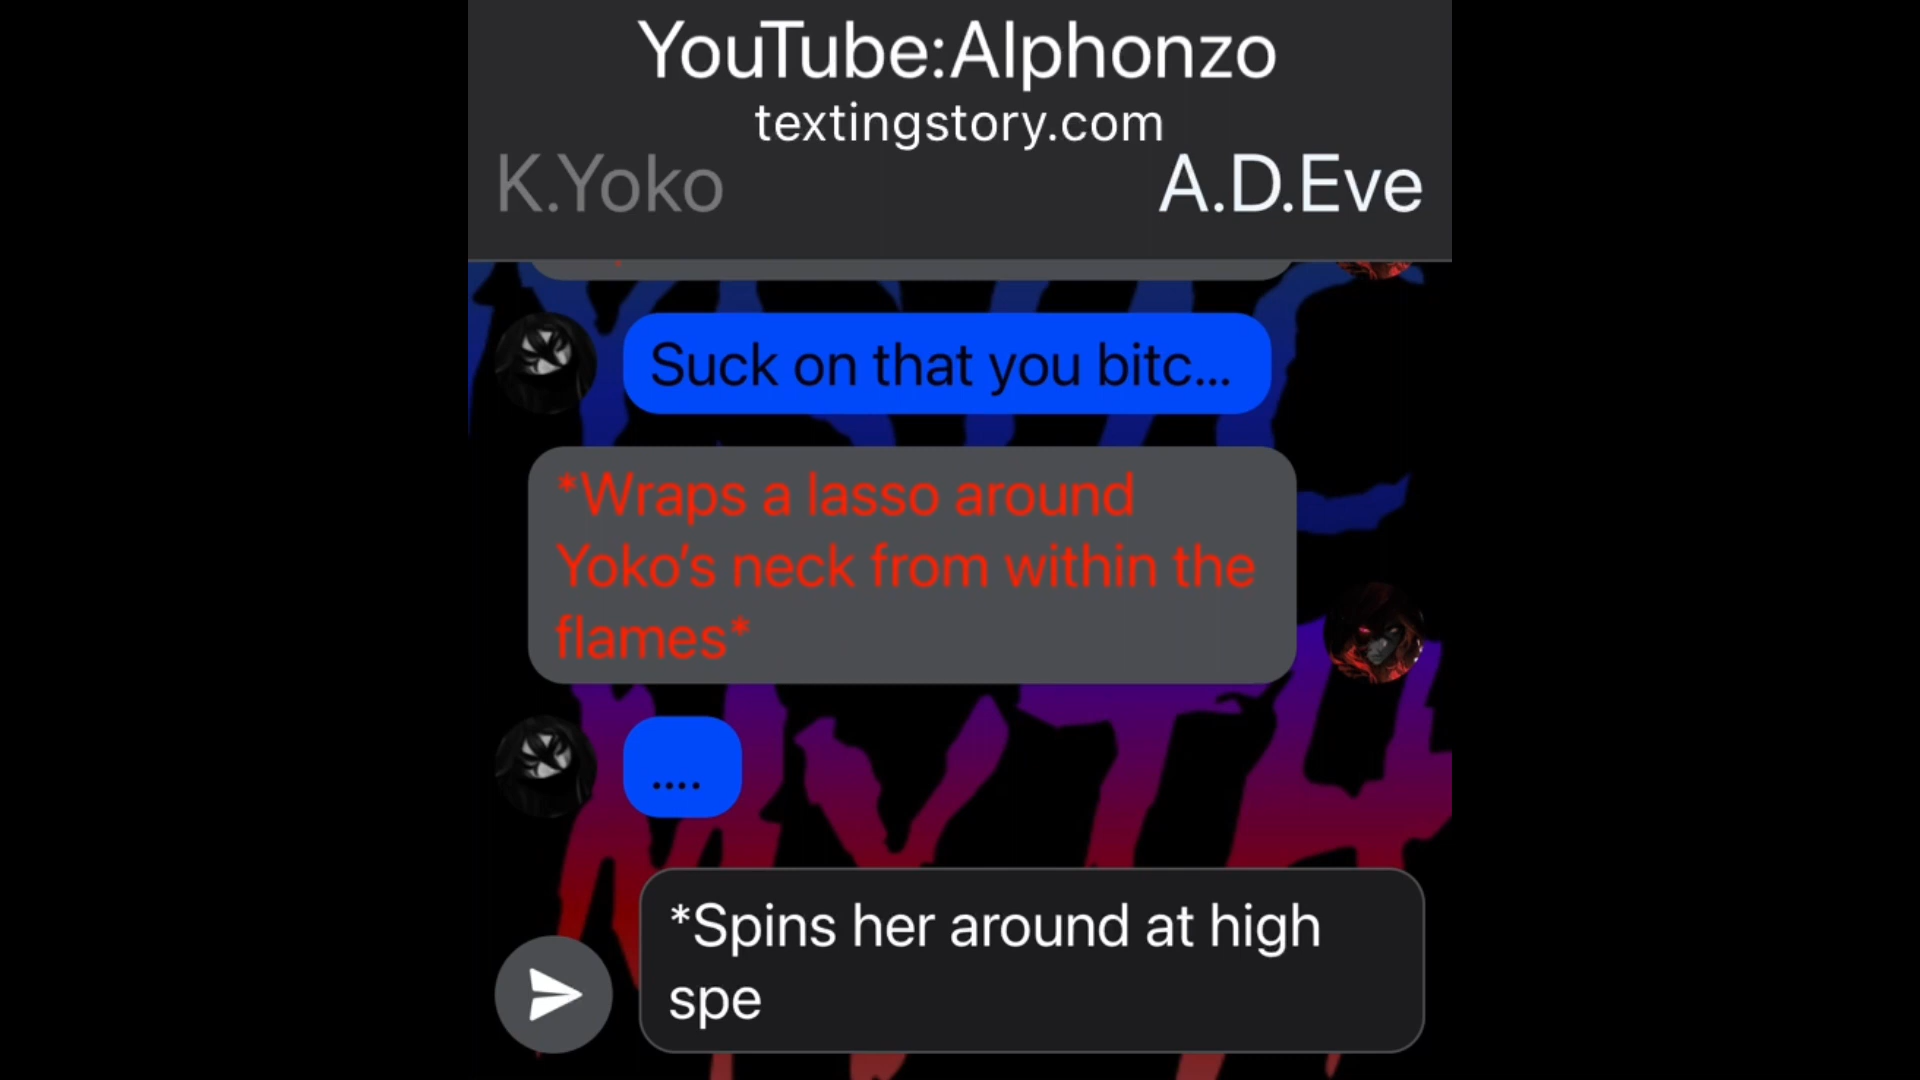 YouTube:Alphonzo
textingstory.com
K.Yoko
A.D.Eve
Suck on that you bitc...
*Wraps a lasso around
Yoko's neck from within the
flames*
....
*Spins her around at high
spe